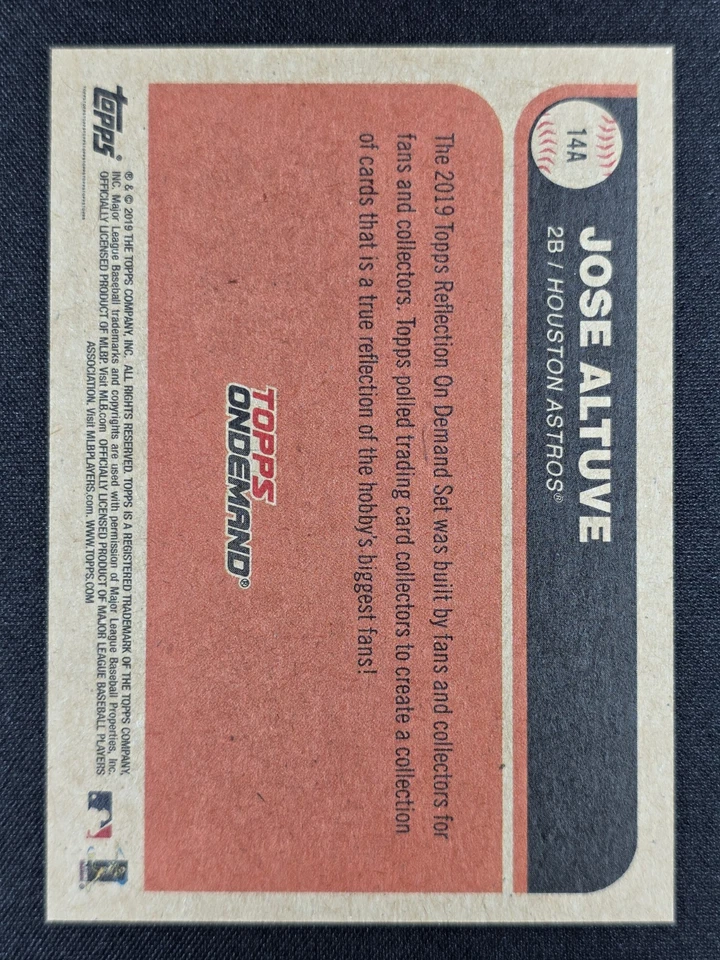 14A
JOSE ALTUVE
2B / HOUSTON ASTROS®
The 2019 Topps Reflection On Demand Set was built by fans and collectors for
fans and collectors. Topps polled trading card collectors to create a collection
of cards that is a true reflection of the hobby's biggest fans!
TOPPS
ONDEMAND®
topps®
® & © 2019 THE TOPPS COMPANY, INC. ALL RIGHTS RESERVED. TOPPS IS A REGISTERED TRADEMARK OF THE TOPPS COMPANY,
INC. Major League Baseball trademarks and copyrights are used with permission of Major League Baseball Properties, Inc.
OFFICIALLY LICENSED PRODUCT OF MLBP. Visit MLB.com OFFICIALLY LICENSED PRODUCT OF MAJOR LEAGUE BASEBALL PLAYERS
ASSOCIATION. Visit MLBPLAYERS.com. WWW.TOPPS.COM